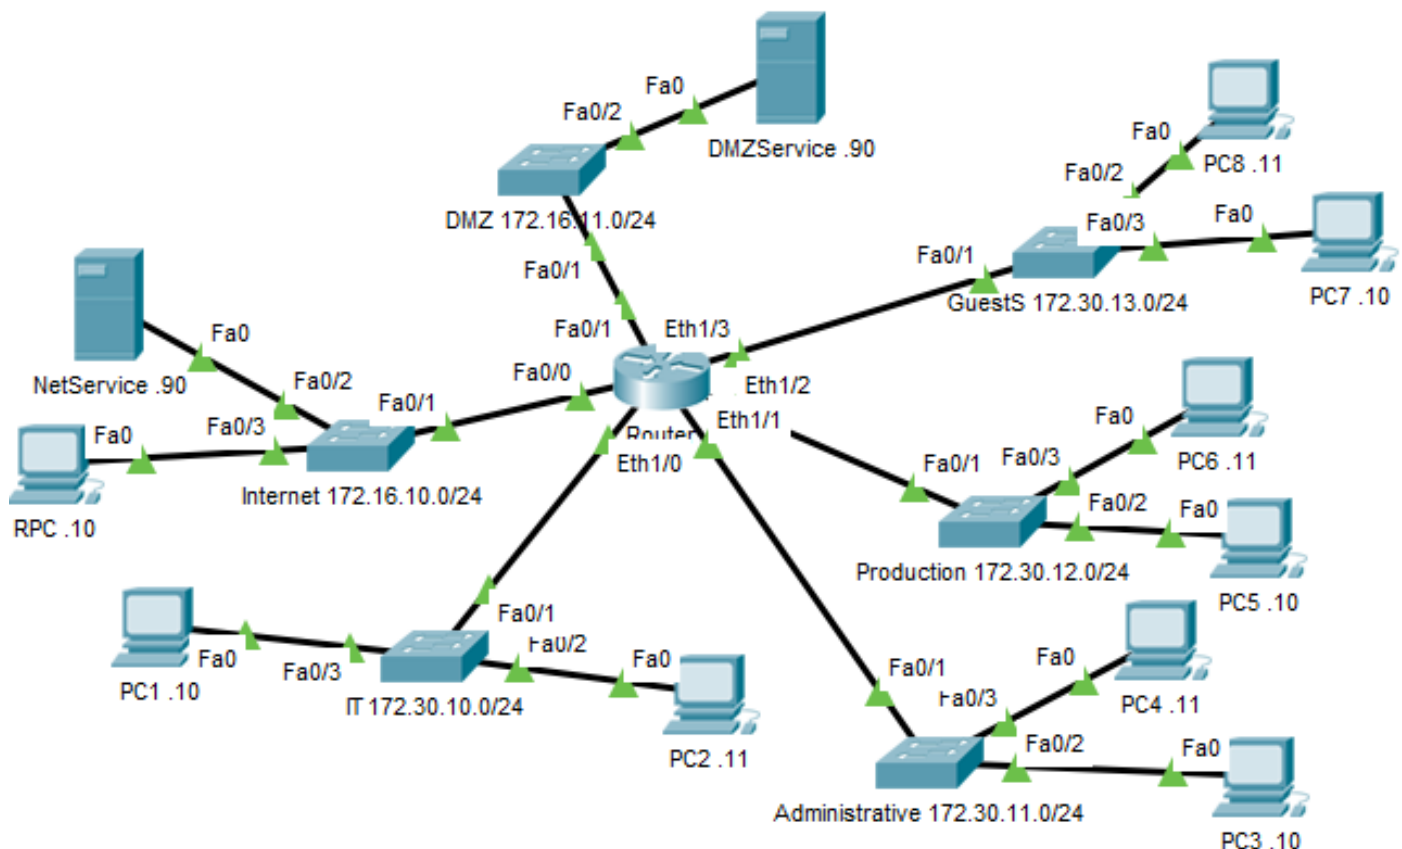 Fa0
Fa0/2
DMZService .90
DMZ 172.16.11.0/24
Fa0/1
Fa0/1
Fa0
PC8 .11
Fa0/2
Fa0/3
Fa0
Fa0/1
GuestS 172.30.13.0/24
PC7 .10
Eth1/3
Fa0
NetService .90
Fa0/2
Fa0/0
Fa0/1
Eth1/2
Eth1/1
Router
Eth1/0
Fa0
Fa0/3
Internet 172.16.10.0/24
RPC .10
Fa0
Fa0/3
Fa0/1
PC6 .11
Fa0/2
Fa0
Production 172.30.12.0/24
PC5 .10
Fa0/1
Fa0/2
Fa0
Fa0/3
Fa0
PC1 .10
IT 172.30.10.0/24
PC2 .11
Fa0/1
Fa0
Fa0/3
PC4 .11
Fa0/2
Fa0
Administrative 172.30.11.0/24
PC3 .10